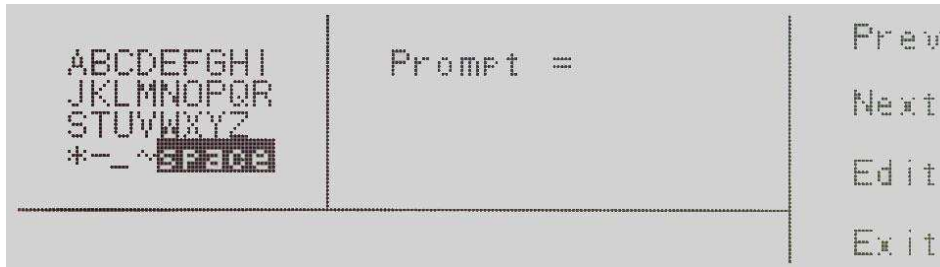 ABCDEFGHI
JKLMNOPQR
STUVWXYZ
*-_~space
Prompt =
Prev
Next
Edit
Exit